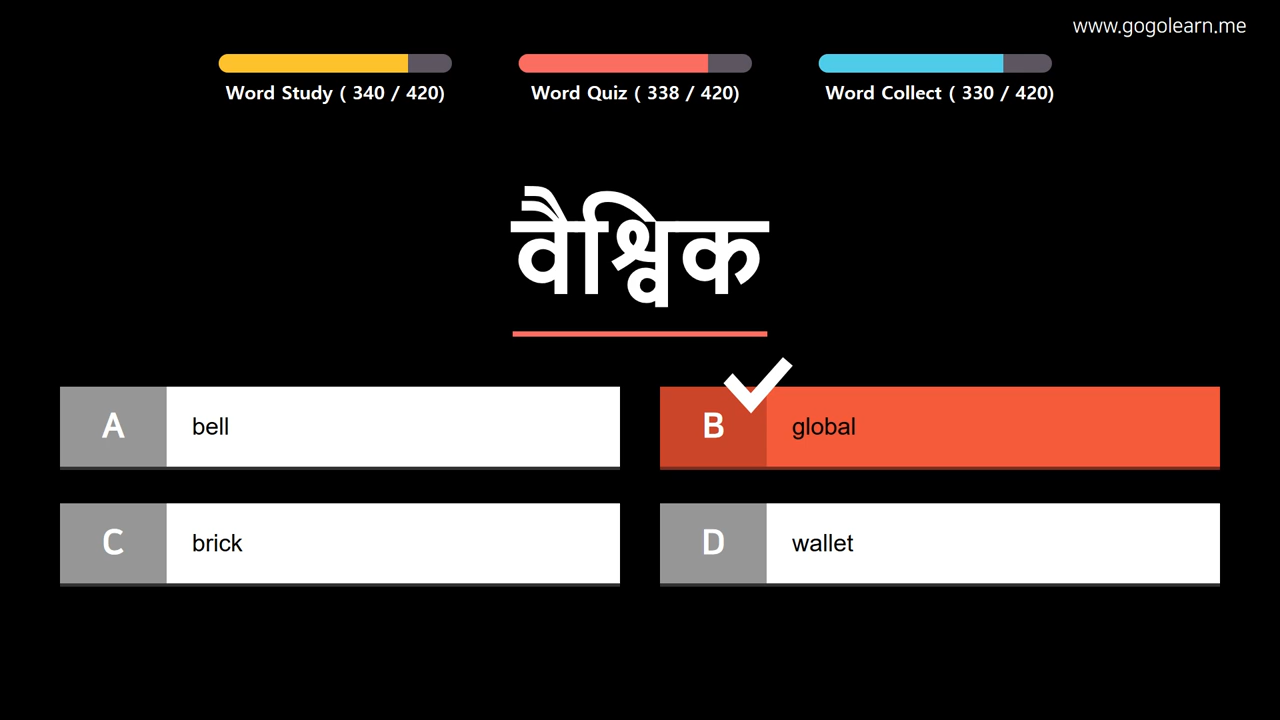 www.gogolearn.me
Word Study ( 340 / 420)
Word Quiz ( 338 / 420)
Word Collect ( 330 / 420)
वैश्विक
A bell
B global
C brick
D wallet